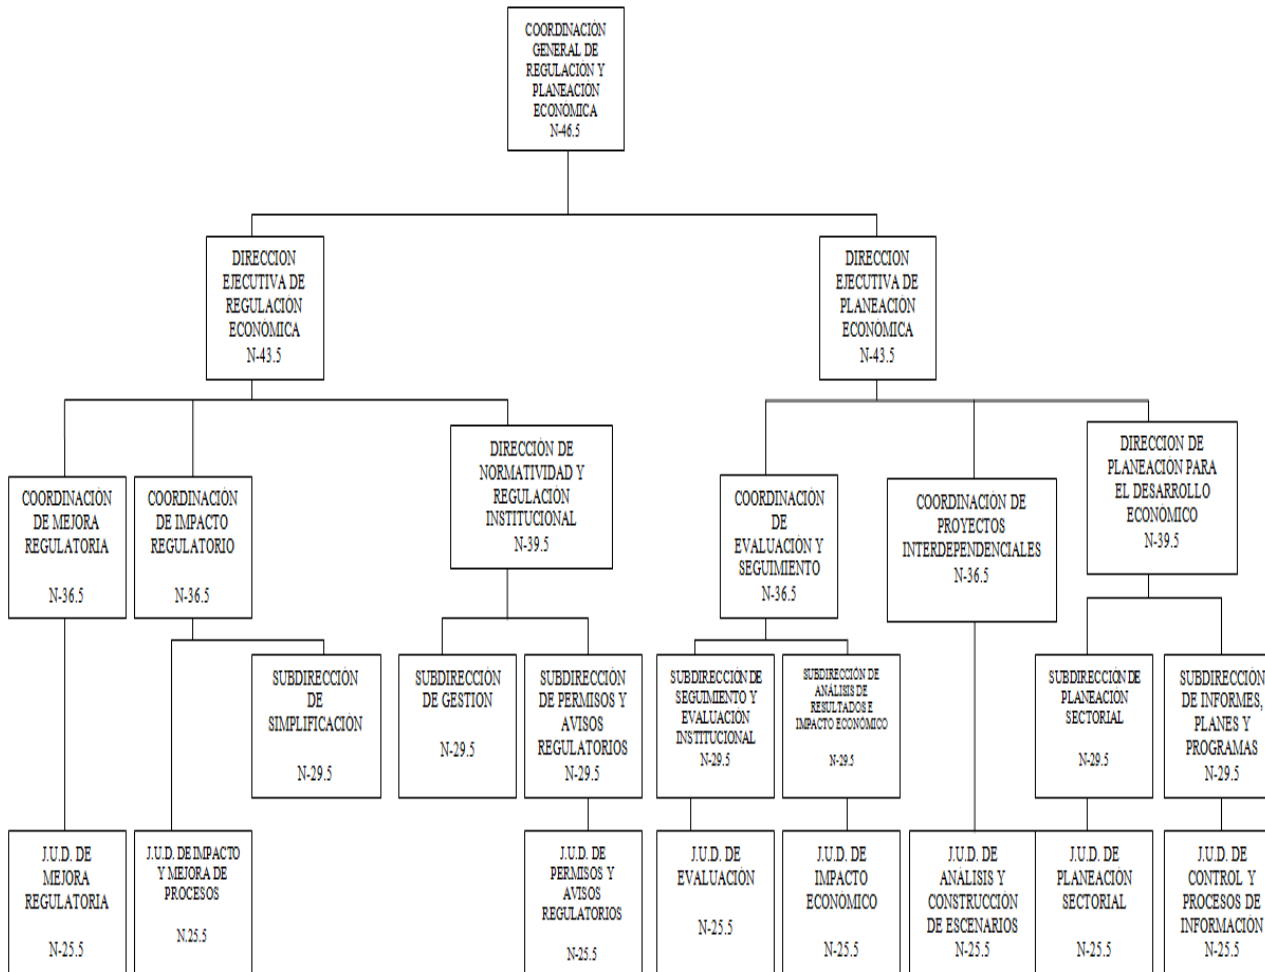 COORDINACIÓN
GENERAL DE
REGULACIÓN Y
PLANEACIÓN
ECONÓMICA
N-46.5
DIRECCION
EJECUTIVA DE
REGULACIÓN
ECONÓMICA
N-43.5
DIRECCION
EJECUTIVA DE
PLANEACIÓN
ECONÓMICA
N-43.5
COORDINACIÓN
DE MEJORA
REGULATORIA
N-36.5
COORDINACIÓN
DE IMPACTO
REGULATORIO
N-36.5
DIRECCIÓN DE
NORMATIVIDAD Y
REGULACIÓN
INSTITUCIONAL
N-39.5
COORDINACIÓN
DE
EVALUACIÓN Y
SEGUIMIENTO
N-36.5
COORDINACIÓN DE
PROYECTOS
INTERDEPENDENCIALES
N-36.5
DIRECCION DE
PLANEACIÓN PARA
EL DESARROLLO
ECONÓMICO
N-39.5
SUBDIRECCIÓN
DE
SIMPLIFICACIÓN
N-29.5
SUBDIRECCIÓN
DE GESTIÓN
N-29.5
SUBDIRECCIÓN
DE PERMISOS Y
AVISOS
REGULATORIOS
N-29.5
SUBDIRECCIÓN DE
SEGUIMIENTO Y
EVALUACIÓN
INSTITUCIONAL
N-29.5
SUBDIRECCIÓN DE
ANÁLISIS DE
RESULTADOS E
IMPACTO ECONÓMICO
N-29.5
SUBDIRECCIÓN DE
PLANEACIÓN
SECTORIAL
N-29.5
SUBDIRECCIÓN
DE INFORMES,
PLANES Y
PROGRAMAS
N-29.5
J.U.D. DE
MEJORA
REGULATORIA
N-25.5
J.U.D. DE IMPACTO
Y MEJORA DE
PROCESOS
N.25.5
J.U.D. DE
PERMISOS Y
AVISOS
REGULATORIOS
N-25.5
J.U.D. DE
EVALUACIÓN
N-25.5
J.U.D. DE
IMPACTO
ECONÓMICO
N-25.5
J.U.D. DE
ANÁLISIS Y
CONSTRUCCIÓN
DE ESCENARIOS
N-25.5
J.U.D. DE
PLANEACIÓN
SECTORIAL
N-25.5
J.U.D. DE
CONTROL Y
PROCESOS DE
INFORMACIÓN
N-25.5